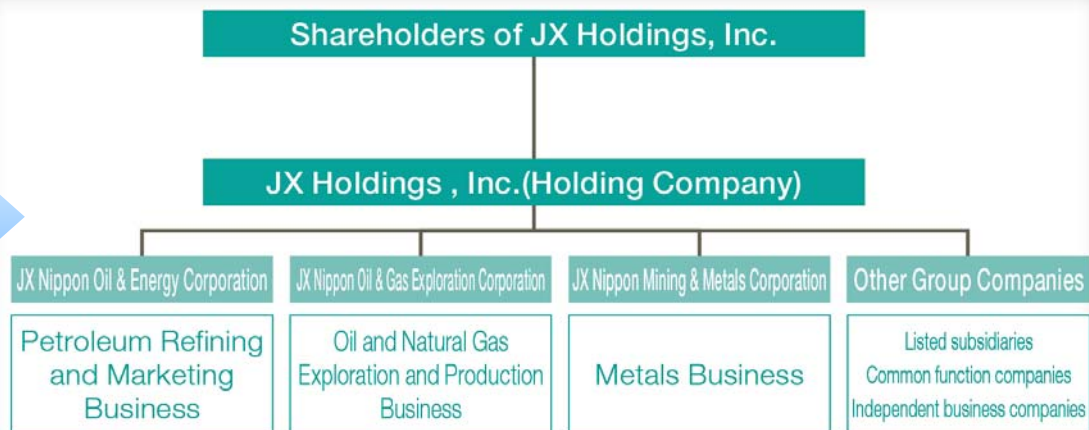 Shareholders of JX Holdings, Inc.
JX Holdings , Inc.(Holding Company)
JX Nippon Oil & Energy Corporation
Petroleum Refining
and Marketing
Business
JX Nippon Oil & Gas Exploration Corporation
Oil and Natural Gas
Exploration and Production
Business
JX Nippon Mining & Metals Corporation
Metals Business
Other Group Companies
Listed subsidiaries
Common function companies
Independent business companies